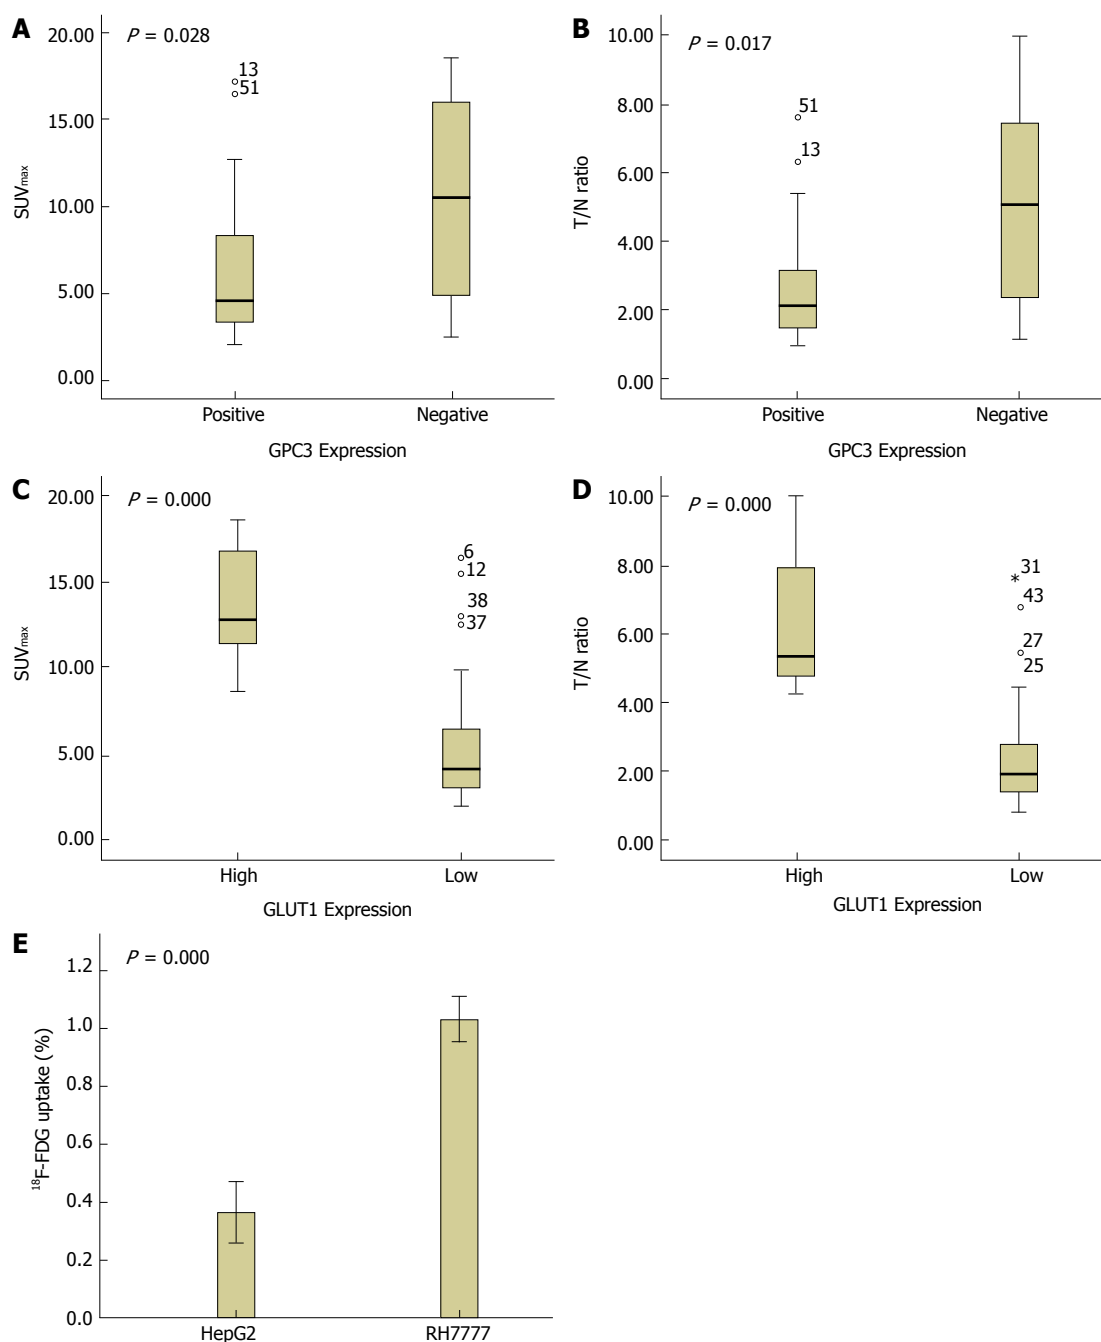 A
P = 0.028
20.00
15.00
10.00
5.00
0.00
SUVmax
13
51
Positive
Negative
GPC3 Expression
B
P = 0.017
10.00
8.00
6.00
4.00
2.00
0.00
T/N ratio
51
13
Positive
Negative
GPC3 Expression
C
P = 0.000
20.00
15.00
10.00
5.00
0.00
SUVmax
6
12
38
37
High
Low
GLUT1 Expression
D
P = 0.000
10.00
8.00
6.00
4.00
2.00
0.00
T/N ratio
31
*
43
27
25
High
Low
GLUT1 Expression
E
P = 0.000
1.2
1.0
0.8
0.6
0.4
0.2
0.0
¹⁸F-FDG uptake (%)
HepG2
RH7777